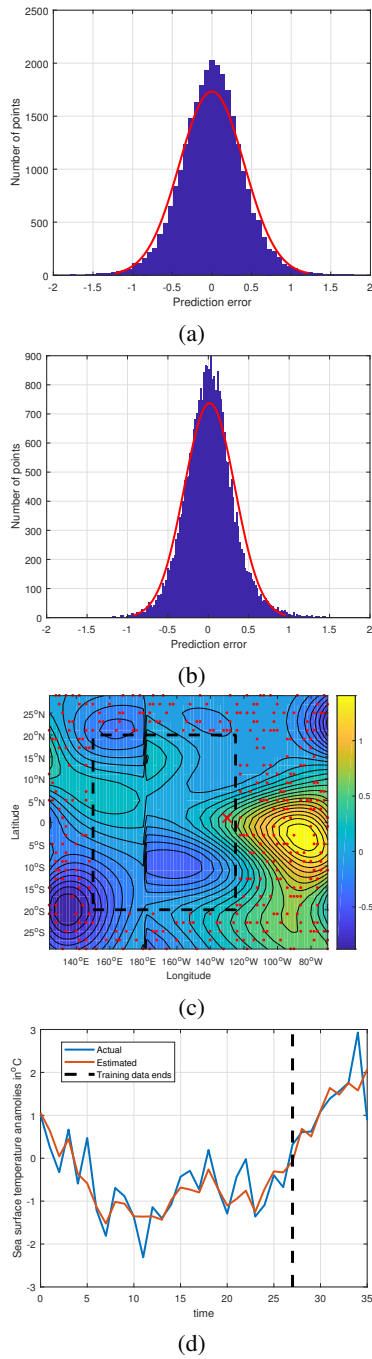 2500
2000
1500
1000
500
0
Number of points
-2 -1.5 -1 -0.5 0 0.5 1 1.5 2
Prediction error
(a)
900
800
700
600
500
400
300
200
100
0
Number of points
-2 -1.5 -1 -0.5 0 0.5 1 1.5 2
Prediction error
(b)
25°N
20°N
15°N
10°N
5°N
0
5°S
10°S
15°S
20°S
25°S
Latitude
140°E 160°E 180°E 160°W 140°W 120°W 100°W 80°W
Longitude
1
0.5
0
-0.5
(c)
3
2
1
0
-1
-2
-3
Sea surface temperature anamolies in° C
Actual
Estimated
Training data ends
0 5 10 15 20 25 30 35
time
(d)